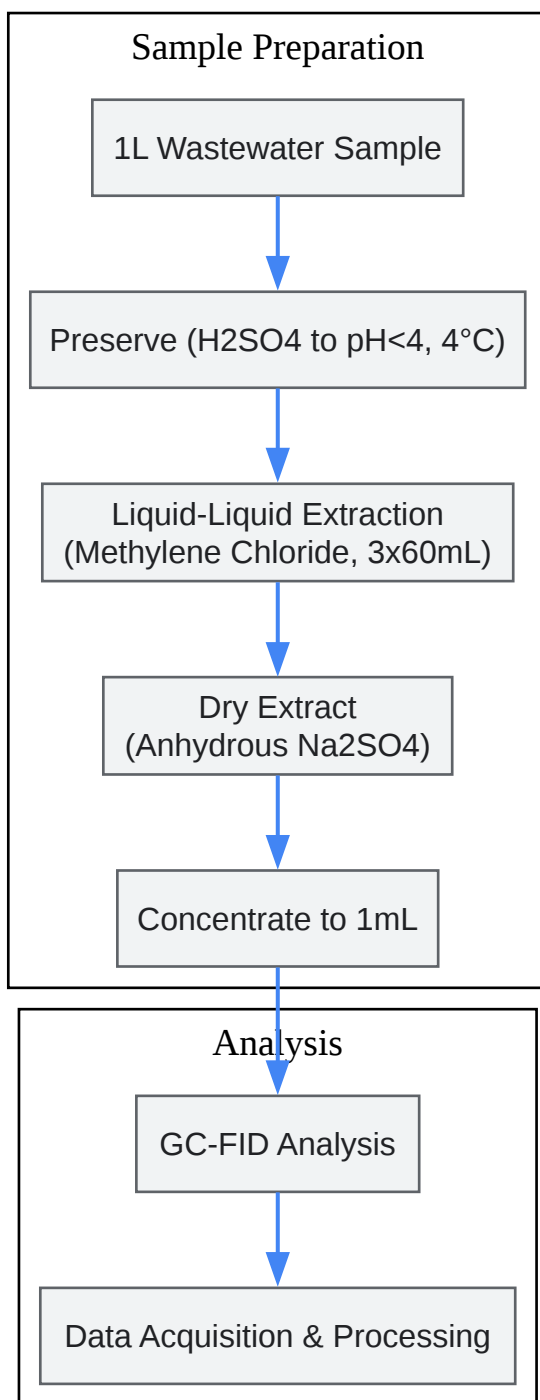 Sample Preparation
1L Wastewater Sample
Preserve (H2SO4 to pH<4, 4°C)
Liquid-Liquid Extraction
(Methylene Chloride, 3x60mL)
Dry Extract
(Anhydrous Na2SO4)
Concentrate to 1mL
Analysis
GC-FID Analysis
Data Acquisition & Processing